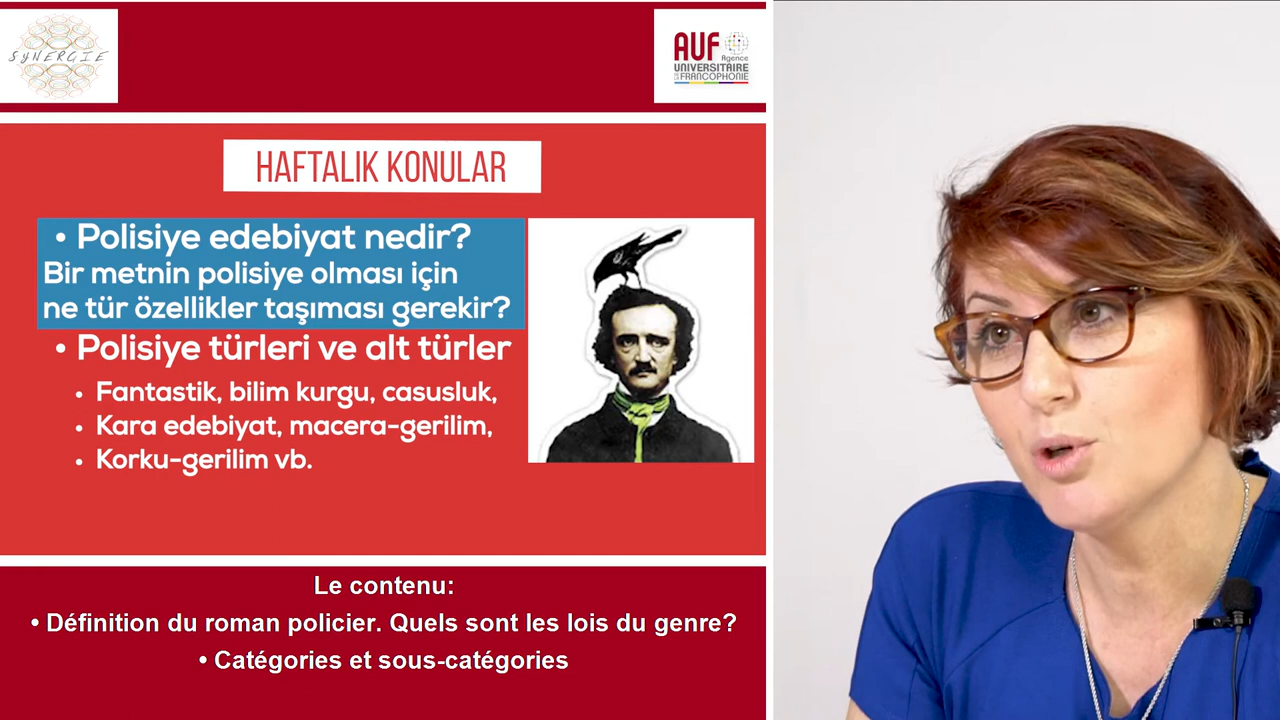 SYNERGIE
AUF
Agence
UNIVERSITAIRE
DE LA FRANCOPHONIE
HAFTALIK KONULAR
• Polisiye edebiyat nedir?
Bir metnin polisiye olması için
ne tür özellikler taşıması gerekir?
• Polisiye türleri ve alt türler
• Fantastik, bilim kurgu, casusluk,
• Kara edebiyat, macera-gerilim,
• Korku-gerilim vb.
Le contenu:
• Définition du roman policier. Quels sont les lois du genre?
• Catégories et sous-catégories